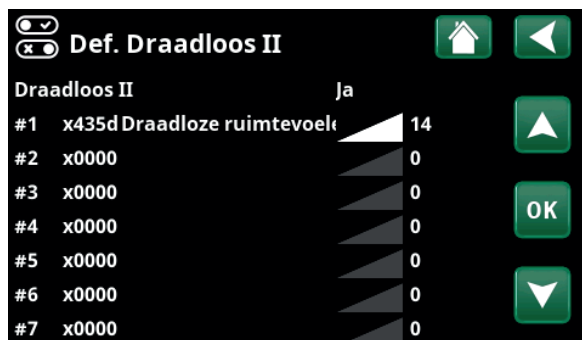 Def. Draadloos II
Draadloos II Ja
#1 x435d Draadloze ruimtevoele 14
#2 x0000 0
#3 x0000 0
#4 x0000 0
#5 x0000 0
#6 x0000 0
#7 x0000 0
OK